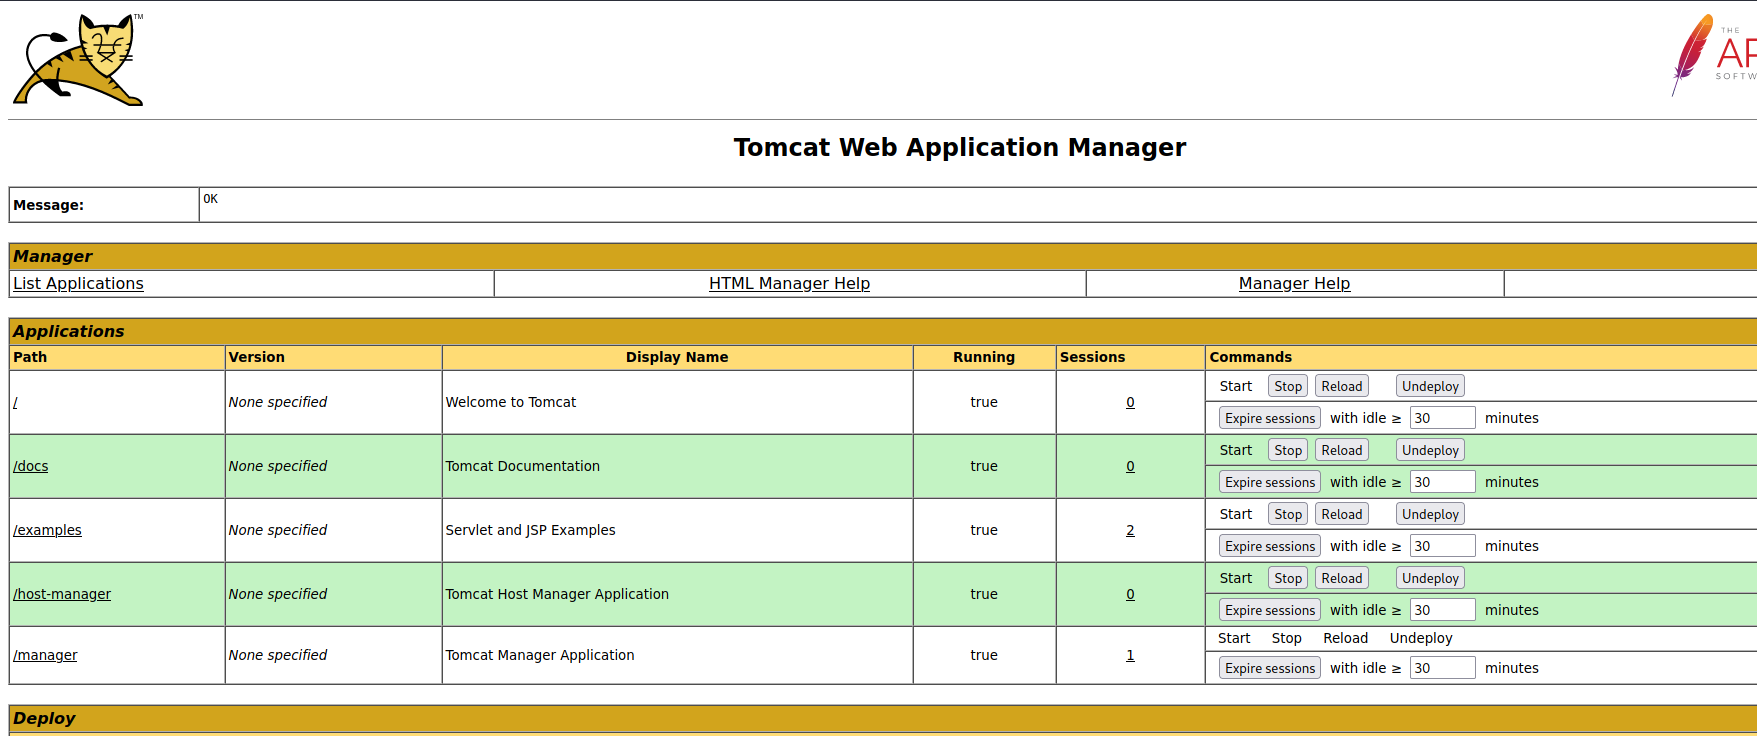 TM
THE
AP
SOFTW
Tomcat Web Application Manager
Message: OK
Manager
List Applications HTML Manager Help Manager Help
Applications
Path Version Display Name Running Sessions Commands
/ None specified Welcome to Tomcat true 0 Start Stop Reload Undeploy
Expire sessions with idle ≥ 30 minutes
/docs None specified Tomcat Documentation true 0 Start Stop Reload Undeploy
Expire sessions with idle ≥ 30 minutes
/examples None specified Servlet and JSP Examples true 2 Start Stop Reload Undeploy
Expire sessions with idle ≥ 30 minutes
/host-manager None specified Tomcat Host Manager Application true 0 Start Stop Reload Undeploy
Expire sessions with idle ≥ 30 minutes
/manager None specified Tomcat Manager Application true 1 Start Stop Reload Undeploy
Expire sessions with idle ≥ 30 minutes
Deploy